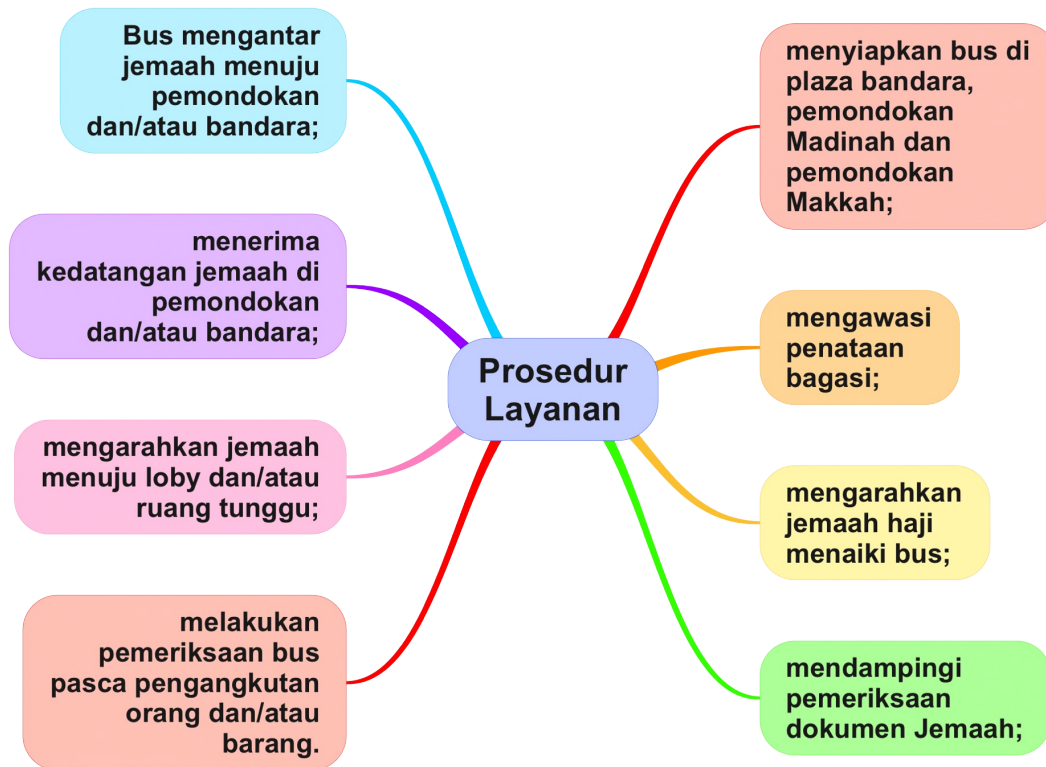 Prosedur
Layanan
menyiapkan bus di
plaza bandara,
pemondokan
Madinah dan
pemondokan
Makkah;
mengawasi
penataan
bagasi;
mengarahkan
jemaah haji
menaiki bus;
mendampingi
pemeriksaan
dokumen Jemaah;
Bus mengantar
jemaah menuju
pemondokan
dan/atau bandara;
menerima
kedatangan jemaah di
pemondokan
dan/atau bandara;
mengarahkan jemaah
menuju loby dan/atau
ruang tunggu;
melakukan
pemeriksaan bus
pasca pengangkutan
orang dan/atau
barang.